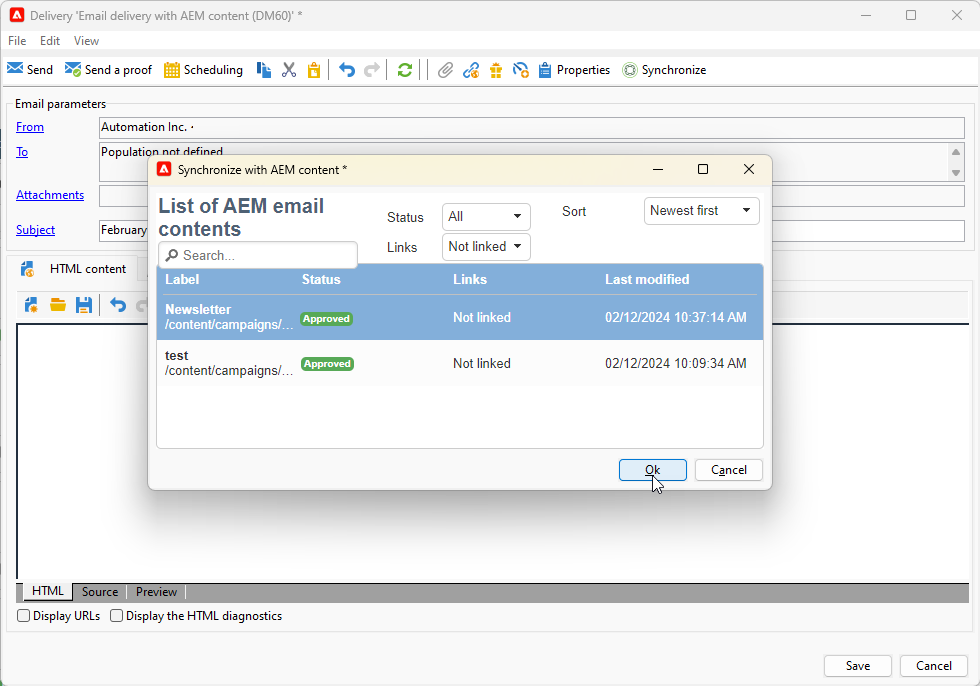 Delivery 'Email delivery with AEM content (DM60)' *
File Edit View
Send Send a proof Scheduling Properties Synchronize
Email parameters
From Automation Inc. ·
To Population not defined
Attachments
Subject February
HTML content
Synchronize with AEM content *
List of AEM email contents
Status All Sort Newest first
Links Not linked
Search...
Label Status Links Last modified
Newsletter
/content/campaigns/... Approved Not linked 02/12/2024 10:37:14 AM
test
/content/campaigns/... Approved Not linked 02/12/2024 10:09:34 AM
Ok Cancel
HTML Source Preview
Display URLs Display the HTML diagnostics
Save Cancel